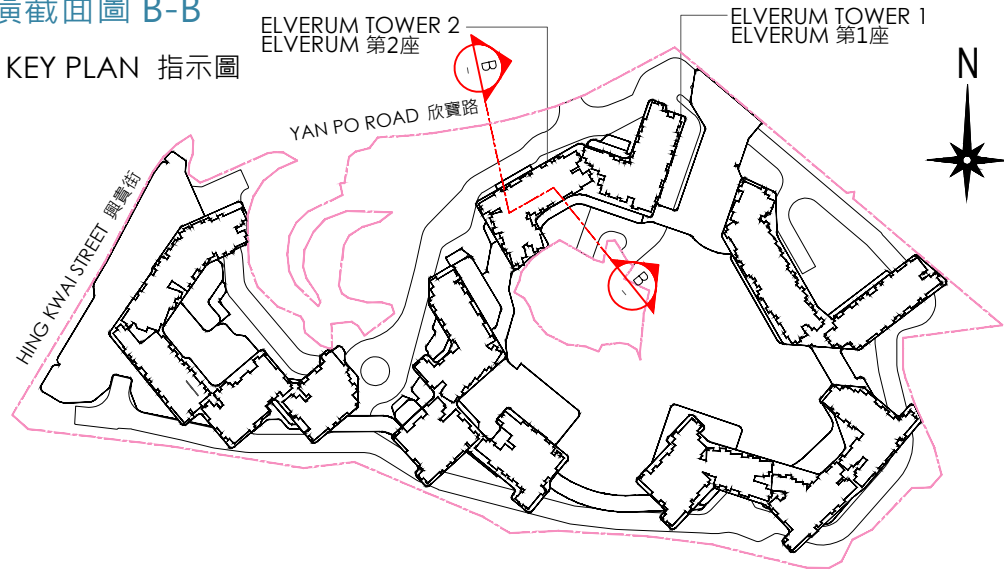 橫截面圖 B-B
KEY PLAN 指示圖
ELVERUM TOWER 2
ELVERUM 第2座
ELVERUM TOWER 1
ELVERUM 第1座
N
B
-
YAN PO ROAD 欣寶路
HING KWAI STREET 興貴街
B
-